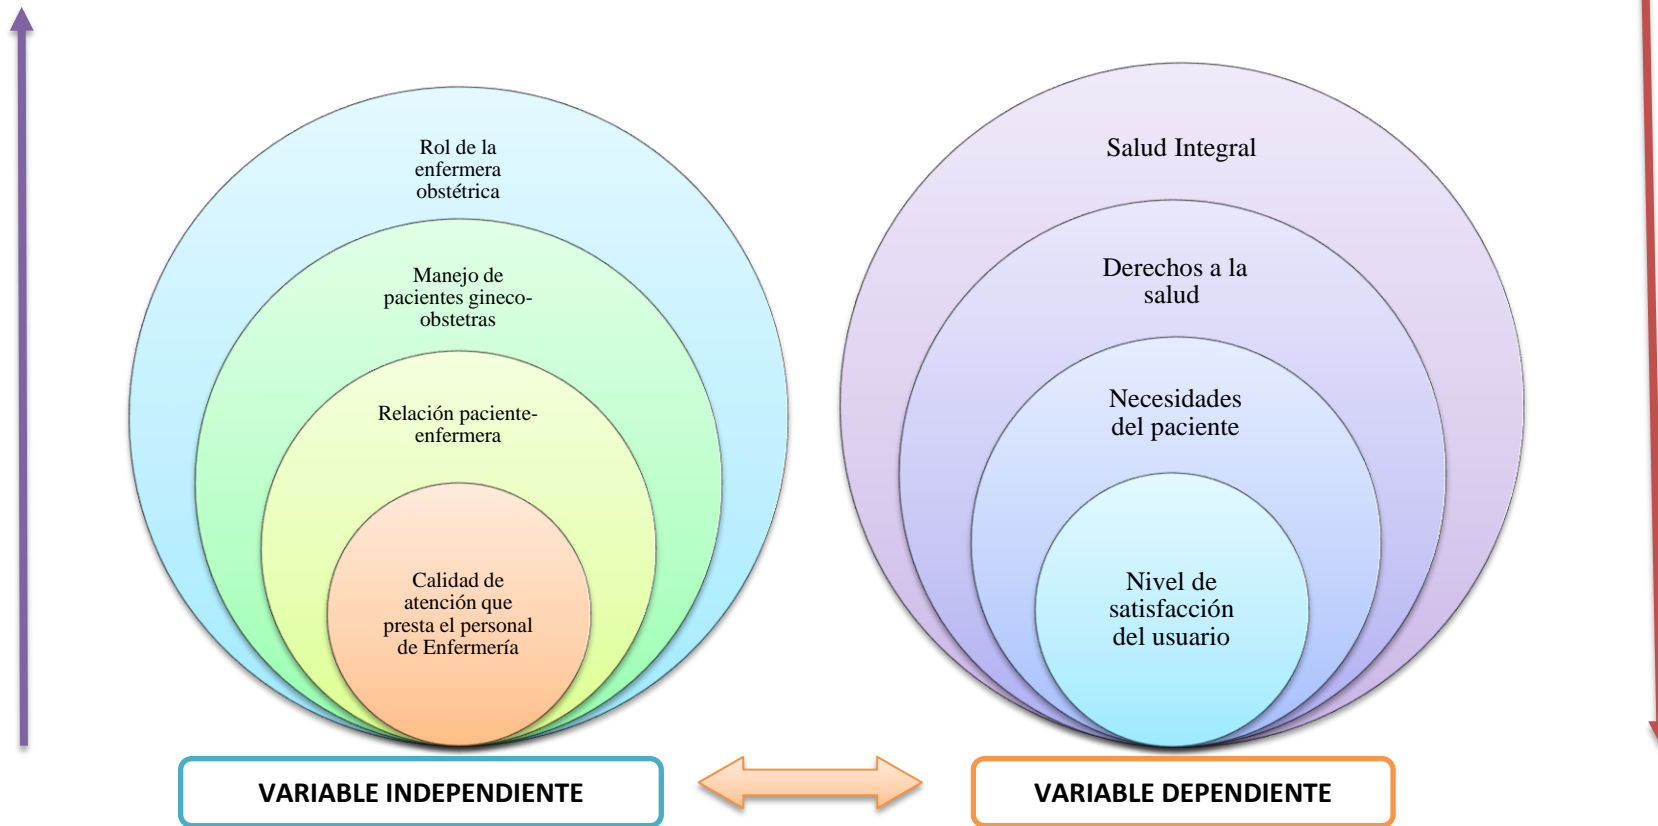 Rol de la
enfermera
obstétrica
Manejo de
pacientes gineco-
obstetras
Relación paciente-
enfermera
Calidad de
atención que
presta el personal
de Enfermería
Salud Integral
Derechos a la
salud
Necesidades
del paciente
Nivel de
satisfacción
del usuario
VARIABLE INDEPENDIENTE
VARIABLE DEPENDIENTE